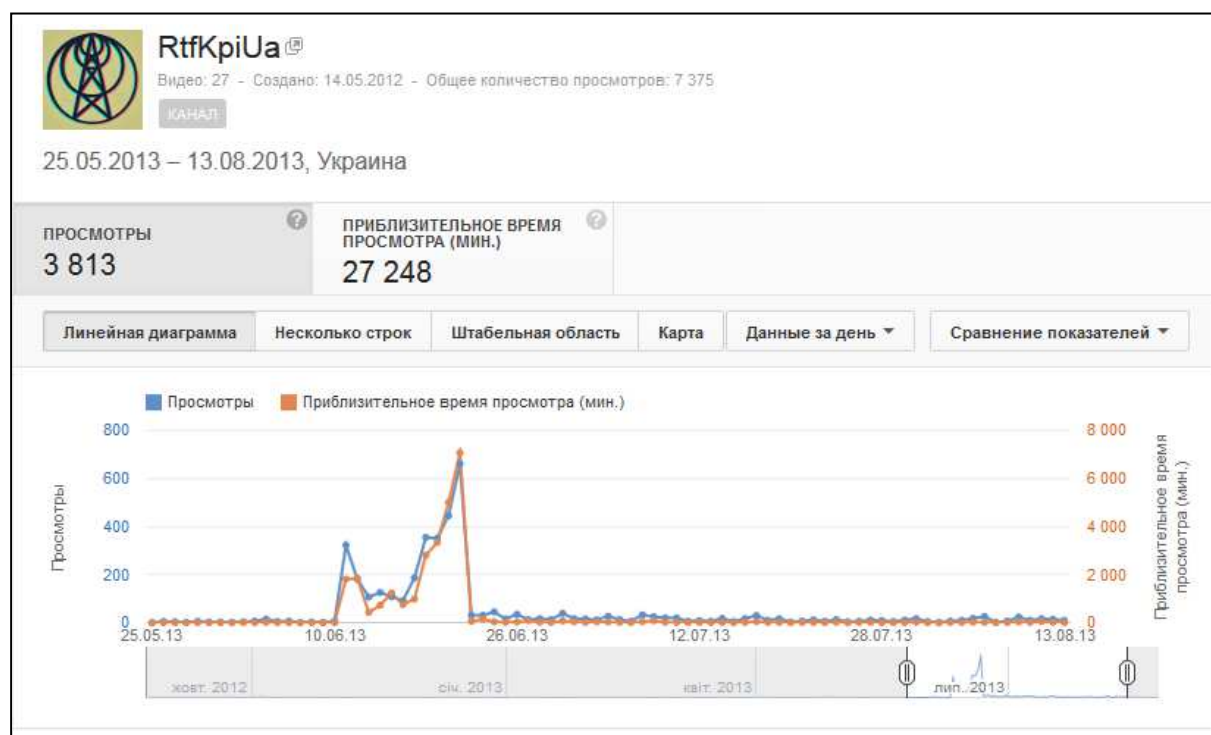 RtfKpiUa
Видео: 27 - Создано: 14.05.2012 - Общее количество просмотров: 7 375
КАНАЛ
25.05.2013 – 13.08.2013, Украина
ПРОСМОТРЫ
3 813
ПРИБЛИЗИТЕЛЬНОЕ ВРЕМЯ
ПРОСМОТРА (МИН.)
27 248
Линейная диаграмма Несколько строк Штабельная область Карта Данные за день Сравнение показателей
Просмотры Приблизительное время просмотра (мин.)
800 8 000
600 6 000
400 4 000
200 2 000
0 0
Просмотры
Приблизительное время
просмотра (мин.)
25.05.13 10.06.13 26.06.13 12.07.13 28.07.13 13.08.13
жовт. 2012 січ. 2013 квіт. 2013 лип. 2013